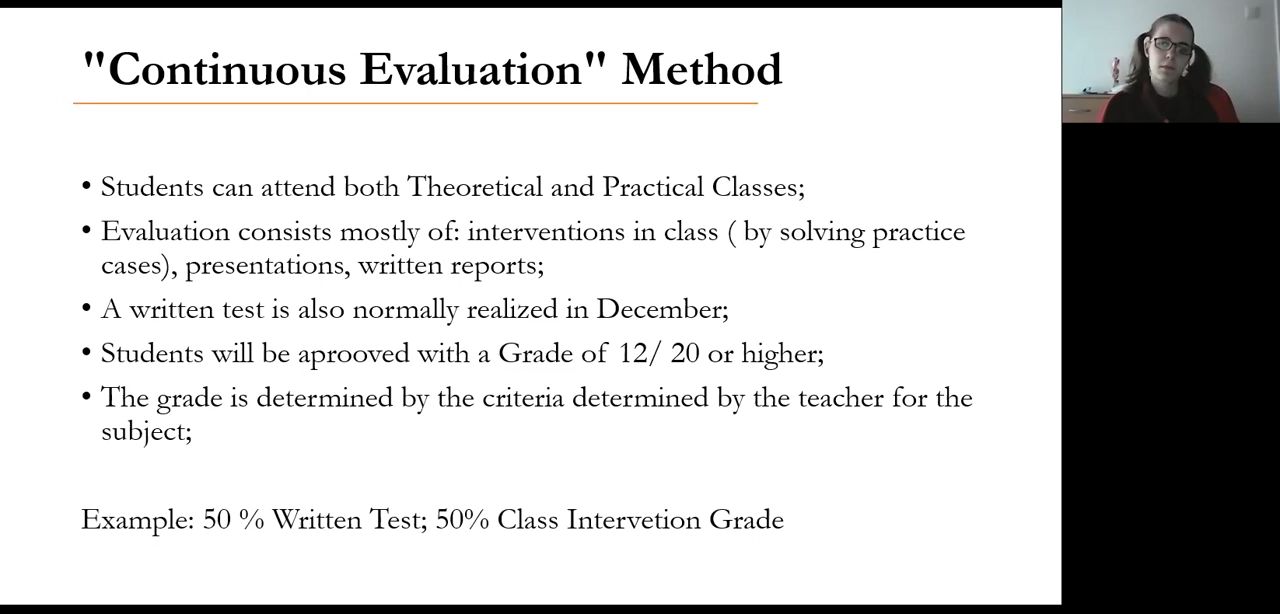 "Continuous Evaluation" Method
• Students can attend both Theoretical and Practical Classes;
• Evaluation consists mostly of: interventions in class ( by solving practice
cases), presentations, written reports;
• A written test is also normally realized in December;
• Students will be aprooved with a Grade of 12/ 20 or higher;
• The grade is determined by the criteria determined by the teacher for the
subject;
Example: 50 % Written Test; 50% Class Intervetion Grade